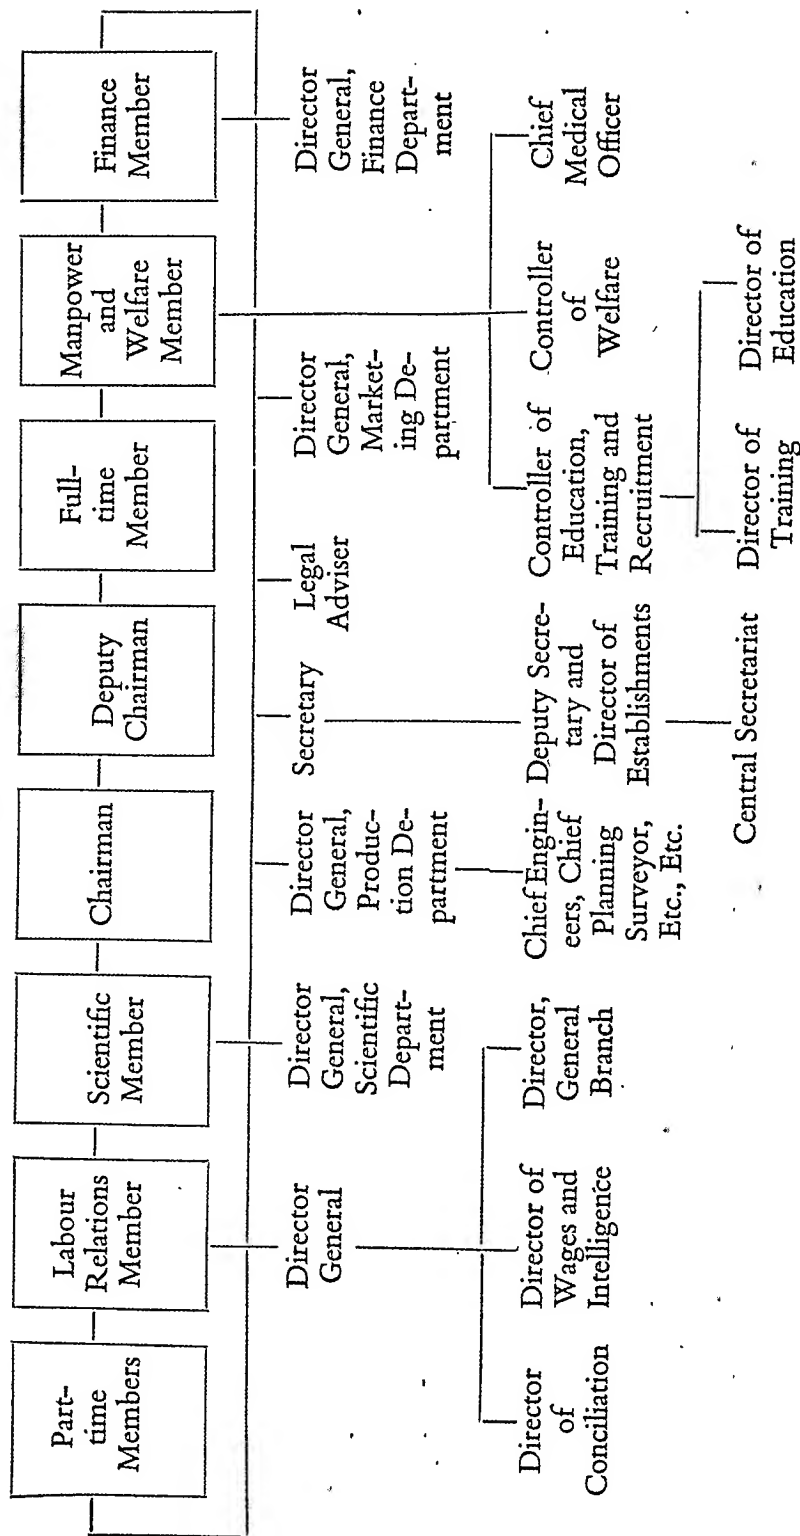 Part-
time
Members
Labour
Relations
Member
Scientific
Member
Chairman
Deputy
Chairman
Full-
time
Member
Manpower
and
Welfare
Member
Finance
Member
Director
General
Director
General,
Scientific
Depart-
ment
Director
General,
Produc-
tion De-
partment
Secretary
Legal
Adviser
Director
General,
Market-
ing De-
partment
Director
General,
Finance
Depart-
ment
Director
of
Conciliation
Director of
Wages and
Intelligence
Director,
General
Branch
Chief Engin-
eers, Chief
Planning
Surveyor,
Etc., Etc.
Deputy Secre-
tary and
Director of
Establishments
Controller of
Education,
Training and
Recruitment
Controller
of
Welfare
Chief
Medical
Officer
Central Secretariat
Director of
Training
Director of
Education